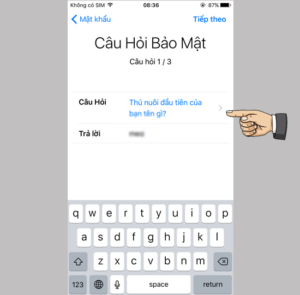 Không có SIM 08:36 87%
Mật khẩu Tiếp theo
Câu Hỏi Bảo Mật
Câu hỏi 1 / 3
Câu Hỏi Thú nuôi đầu tiên của
bạn tên gì?
Trả lời
q w e r t y u i o p
a s d f g h j k l
z x c v b n m
123 space return